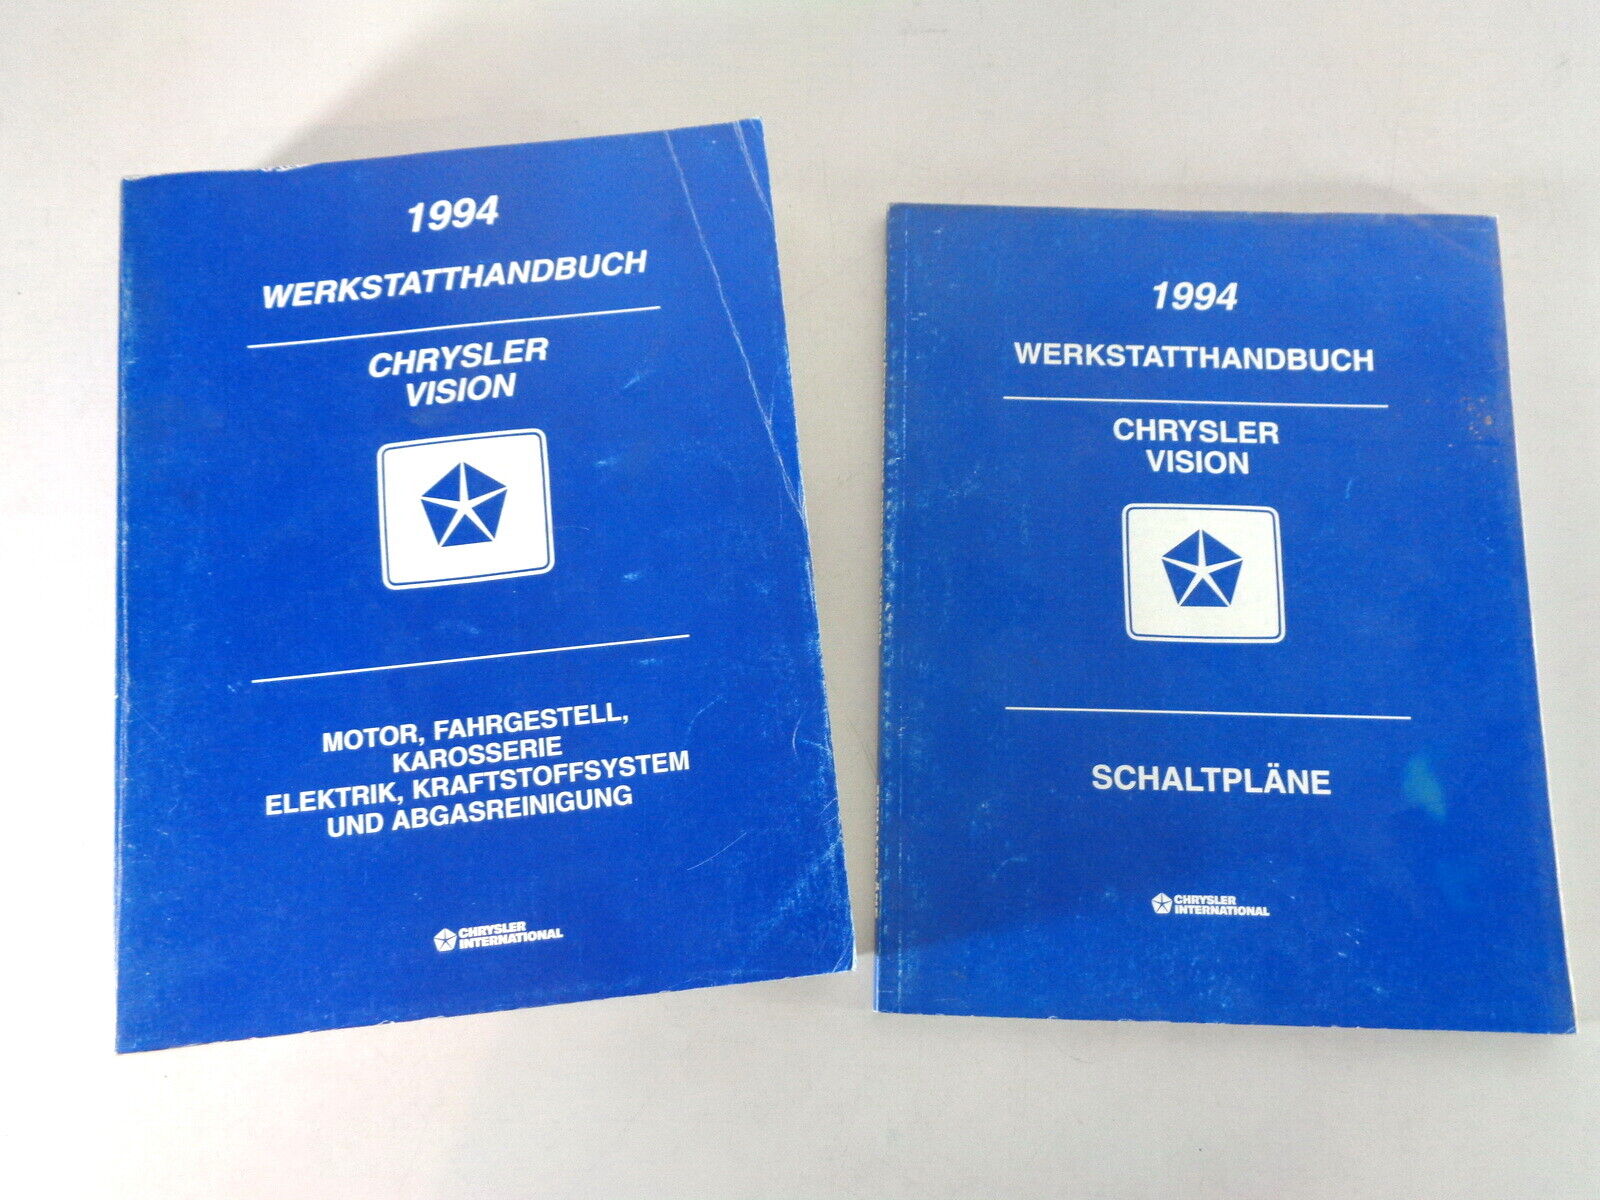 1994
WERKSTATTHANDBUCH
CHRYSLER
VISION
MOTOR, FAHRGESTELL,
KAROSSERIE
ELEKTRIK, KRAFTSTOFFSYSTEM
UND ABGASREINIGUNG
CHRYSLER
INTERNATIONAL
1994
WERKSTATTHANDBUCH
CHRYSLER
VISION
SCHALTPLÄNE
CHRYSLER
INTERNATIONAL